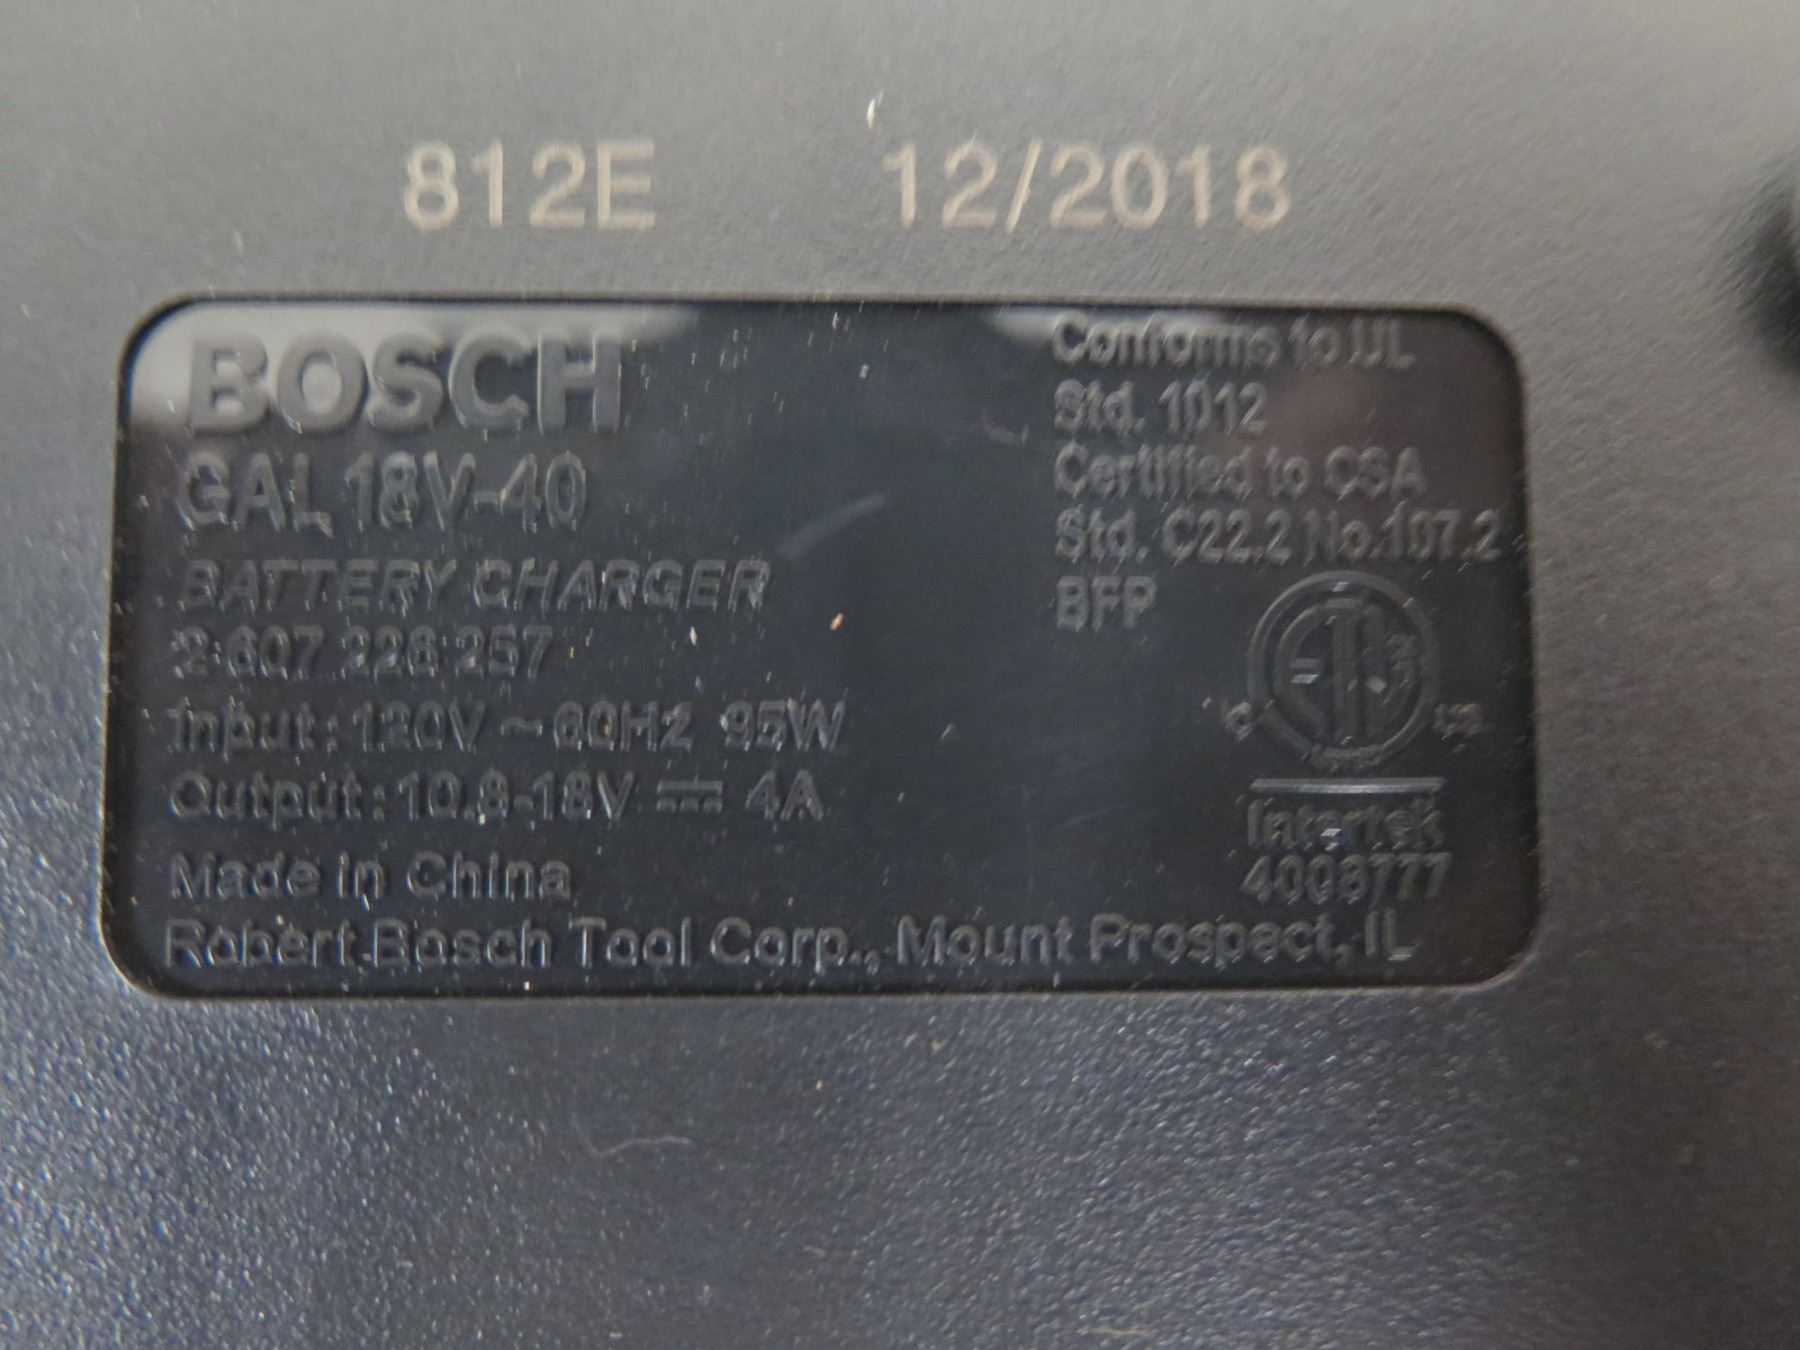 812E 12/2018
BOSCH
GAL 18V-40
BATTERY CHARGER
2 607 226 257
Input: 120V ~ 60Hz 95W
Output: 10.8-18V ⎓ 4A
Made in China
Robert Bosch Tool Corp., Mount Prospect, IL
Conforms to UL
Std. 1012
Certified to CSA
Std. C22.2 No.107.2
BFP
C ETL US
Intertek
4008777